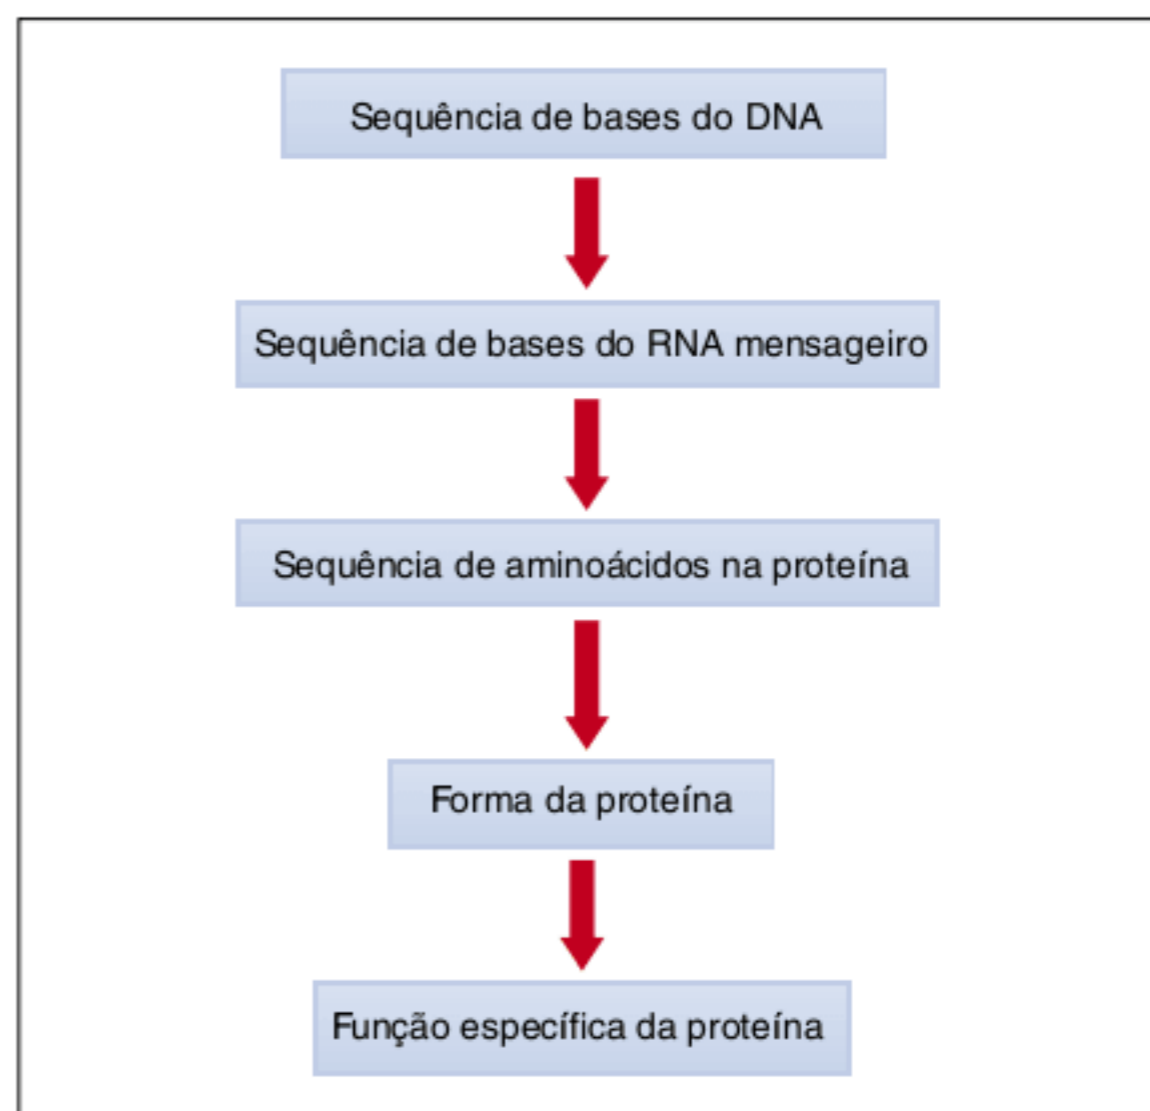 Sequência de bases do DNA
Sequência de bases do RNA mensageiro
Sequência de aminoácidos na proteína
Forma da proteína
Função específica da proteína